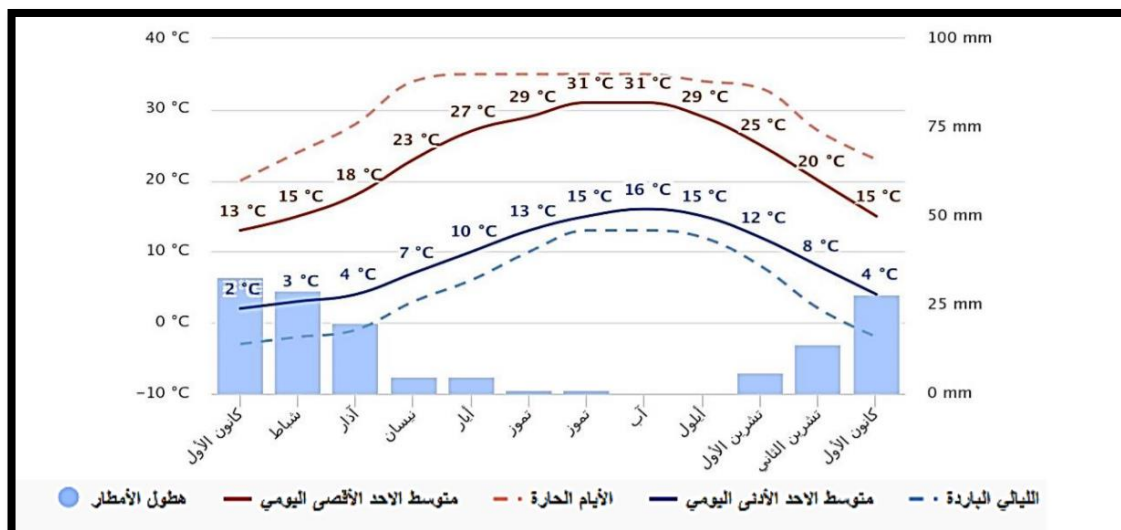 40 °C
100 mm
31 °C
31 °C
29 °C
29 °C
30 °C
27 °C
25 °C
75 mm
23 °C
20 °C
20 °C
18 °C
15 °C
16 °C
15 °C
15 °C
15 °C
13 °C
50 mm
13 °C
12 °C
10 °C
10 °C
7 °C
8 °C
4 °C
4 °C
3 °C
2 °C
25 mm
0 °C
-10 °C
0 mm
كانون الأول
شباط
آذار
نيسان
أيار
تموز
تموز
آب
أيلول
تشرين الأول
تشرين الثاني
كانون الأول
هطول الأمطار
متوسط الاحد الأقصى اليومي
الأيام الحارة
متوسط الاحد الأدنى اليومي
الليالي الباردة